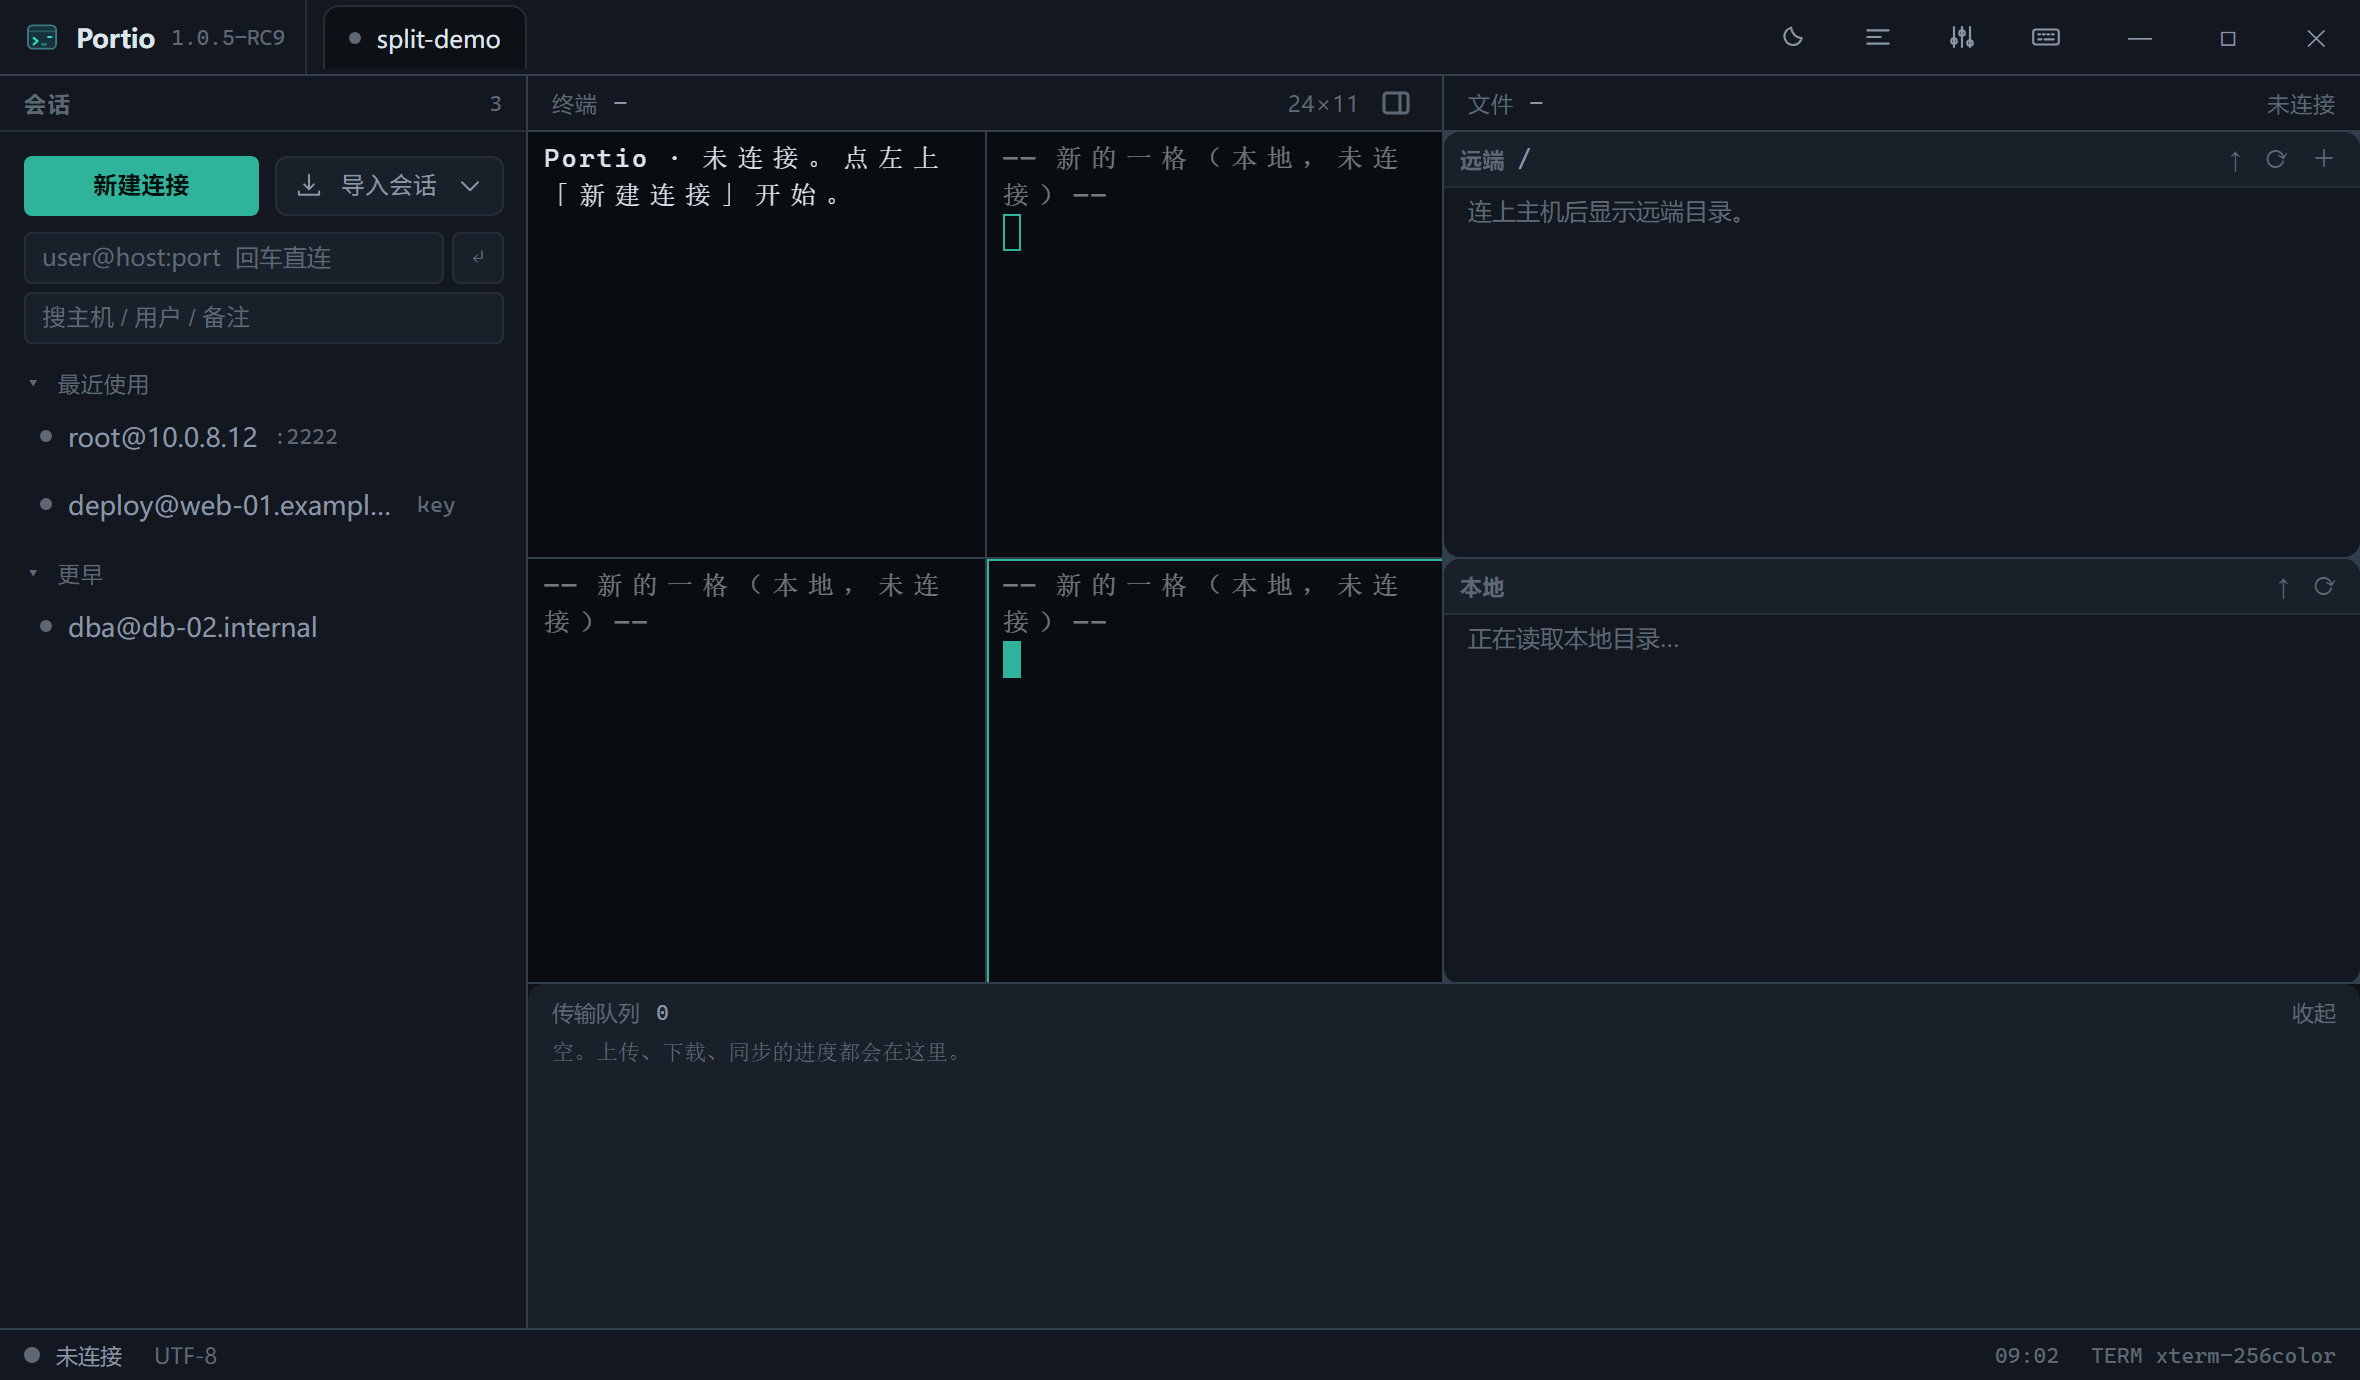 Portio 1.0.5-RC9
split-demo
会话 3
新建连接
导入会话
user@host:port 回车直连
搜主机 / 用户 / 备注
最近使用
root@10.0.8.12 :2222
deploy@web-01.exampl... key
更早
dba@db-02.internal
终端 — 24×11
Portio · 未连接。点左上
「新建连接」开始。
—— 新的一格（本地，未连
接）——
—— 新的一格（本地，未连
接）——
—— 新的一格（本地，未连
接）——
文件 — 未连接
远端 /
连上主机后显示远端目录。
本地
正在读取本地目录...
传输队列 0 收起
空。上传、下载、同步的进度都会在这里。
未连接 UTF-8 09:02 TERM xterm-256color